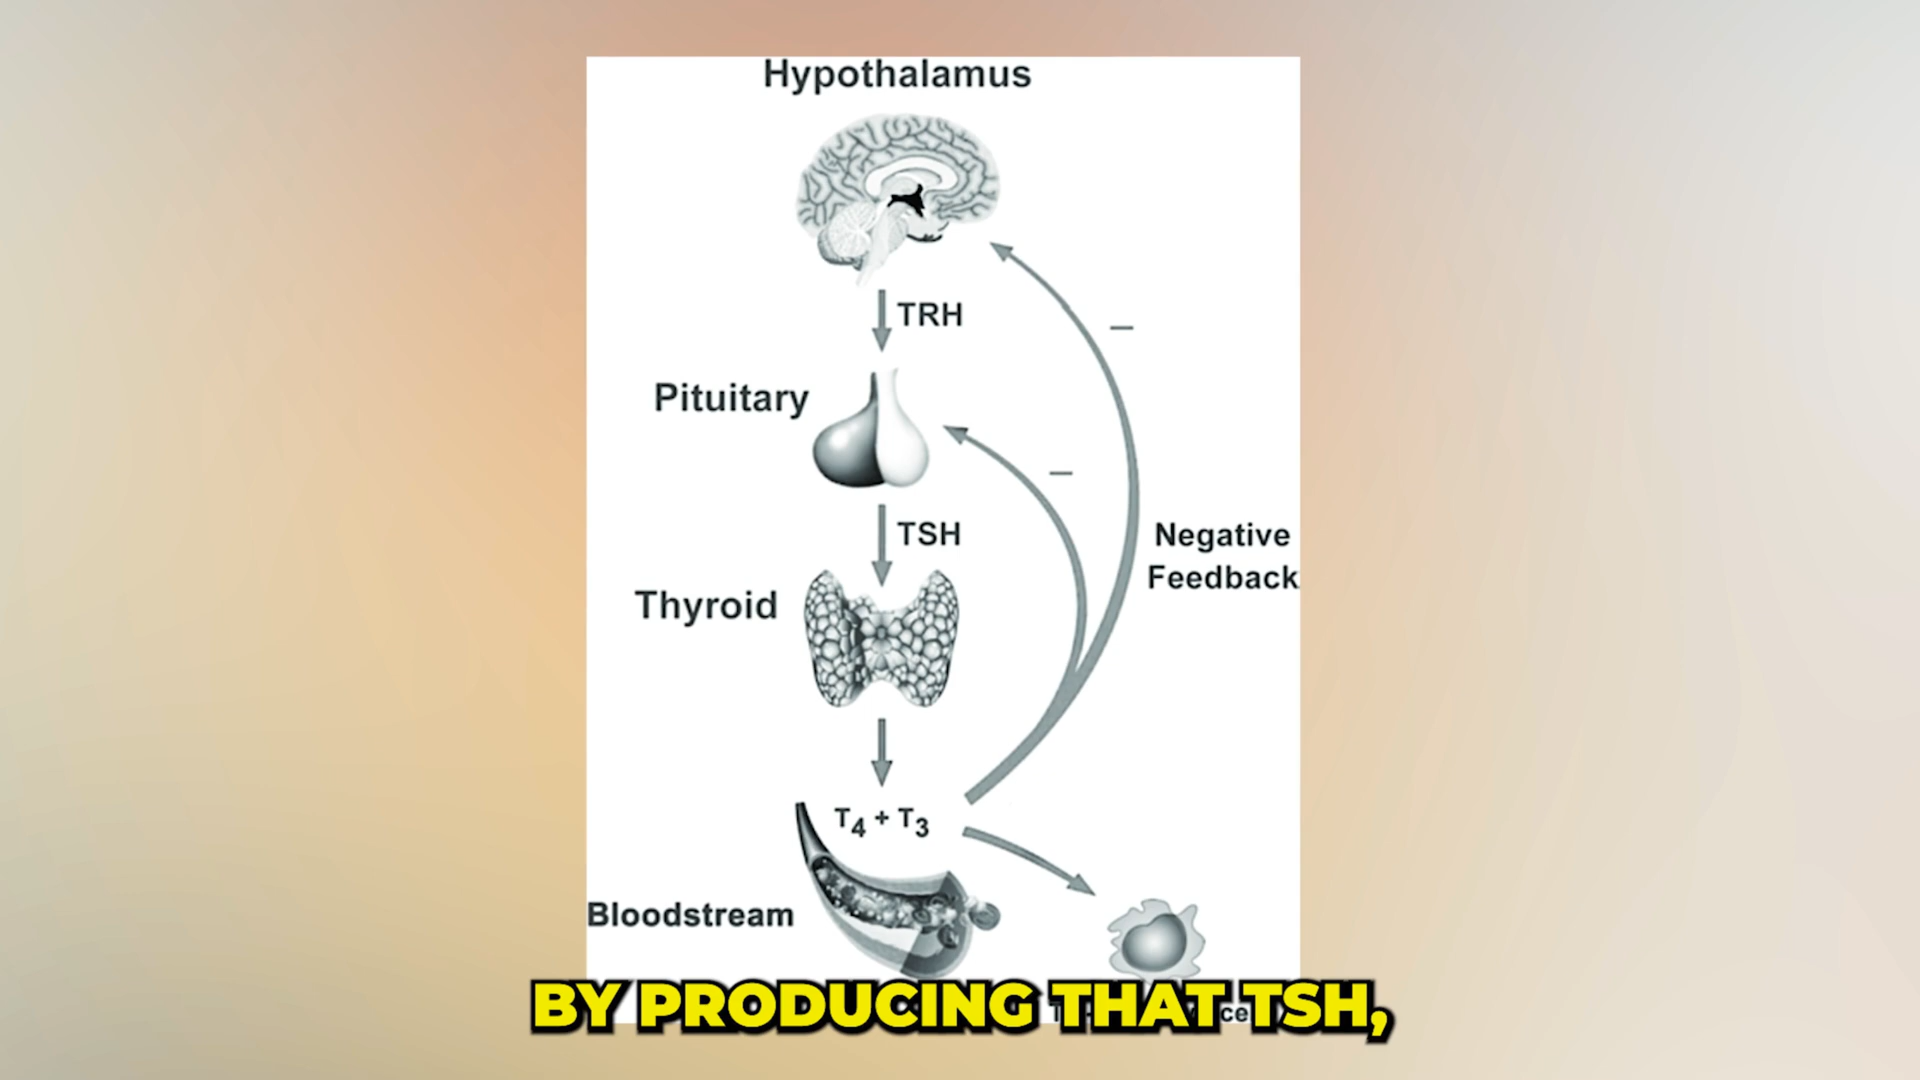 Hypothalamus
TRH
—
Pituitary
—
TSH
Negative
Feedback
Thyroid
T4 + T3
Bloodstream
BY PRODUCING THAT TSH,